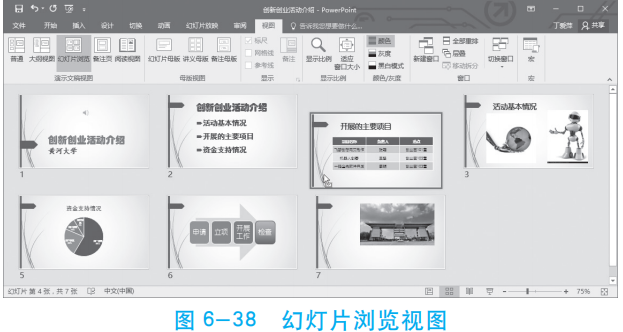 创新创业活动介绍 - PowerPoint
文件 开始 插入 设计 切换 动画 幻灯片放映 审阅 视图 告诉我您想要做什么... 丁爱萍 共享
普通 大纲视图 幻灯片浏览 备注页 阅读视图 幻灯片母版 讲义母版 备注母版 标尺 网格线 参考线 备注 显示比例 适应窗口大小 颜色 灰度 黑白模式 新建窗口 全部重排 层叠 移动拆分 切换窗口 宏
演示文稿视图 母版视图 显示 显示比例 颜色/灰度 窗口 宏
创新创业活动介绍
黄河大学
1
创新创业活动介绍
活动基本情况
开展的主要项目
资金支持情况
2
开展的主要项目
活动基本情况
3
资金支持情况
5
申请 立项 开展工作 检查
6
7
幻灯片 第 4 张，共 7 张 中文(中国) 75%
图 6-38 幻灯片浏览视图